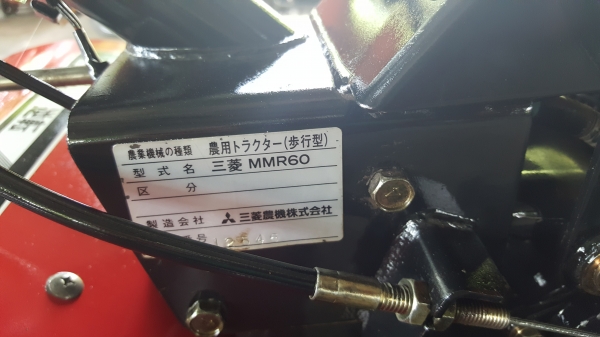 農業機械の種類 農用トラクター(歩行型)
型式名 三菱 MMR60
区分
製造会社 三菱農機株式会社
号